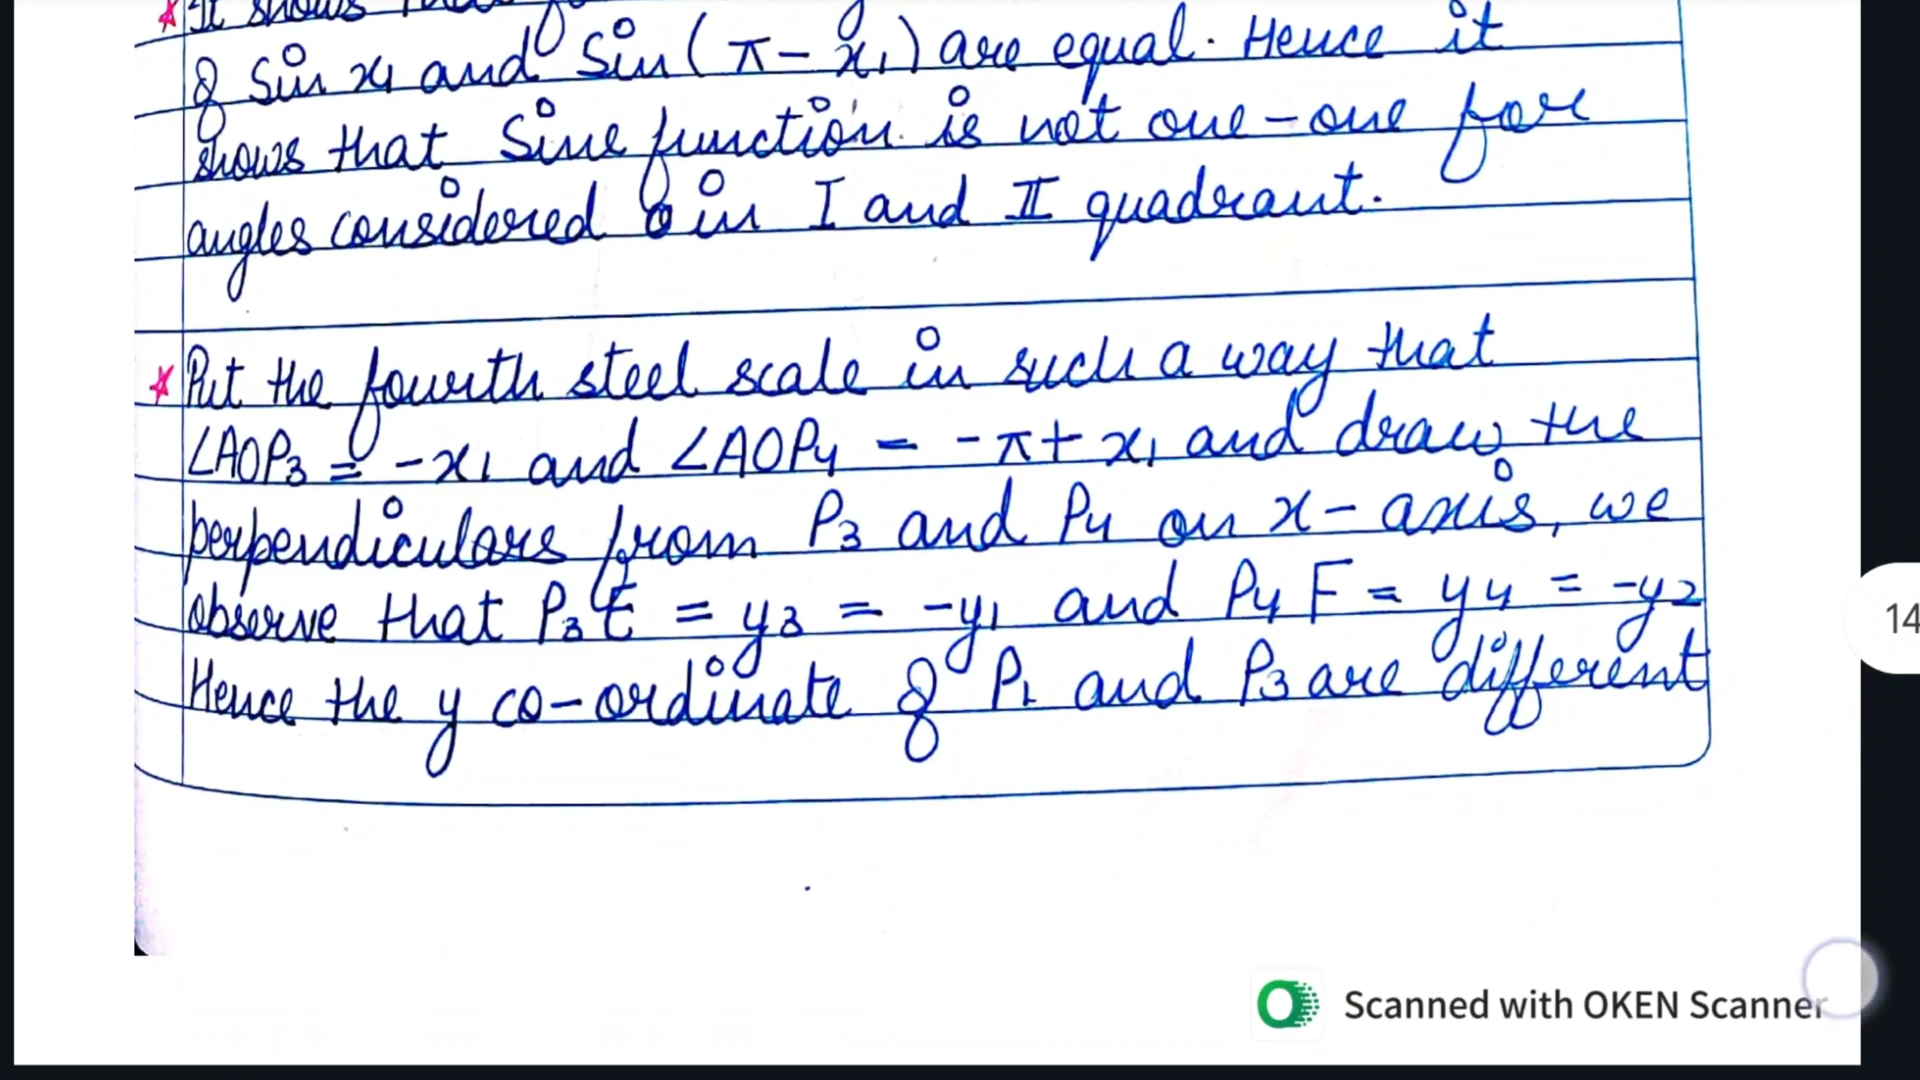 * It shows
of Sin x1 and Sin(π - x1) are equal. Hence it
shows that Sine function is not one-one for
angles considered in I and II quadrant.
* Put the fourth steel scale in such a way that
∠AOP3 = -x1 and ∠AOP4 = -π+x1 and draw the
perpendiculars from P3 and P4 on x-axis, we
observe that P3E = y3 = -y1 and P4F = y4 = -y2
Hence the y co-ordinate of P1 and P3 are different
14
Scanned with OKEN Scanner